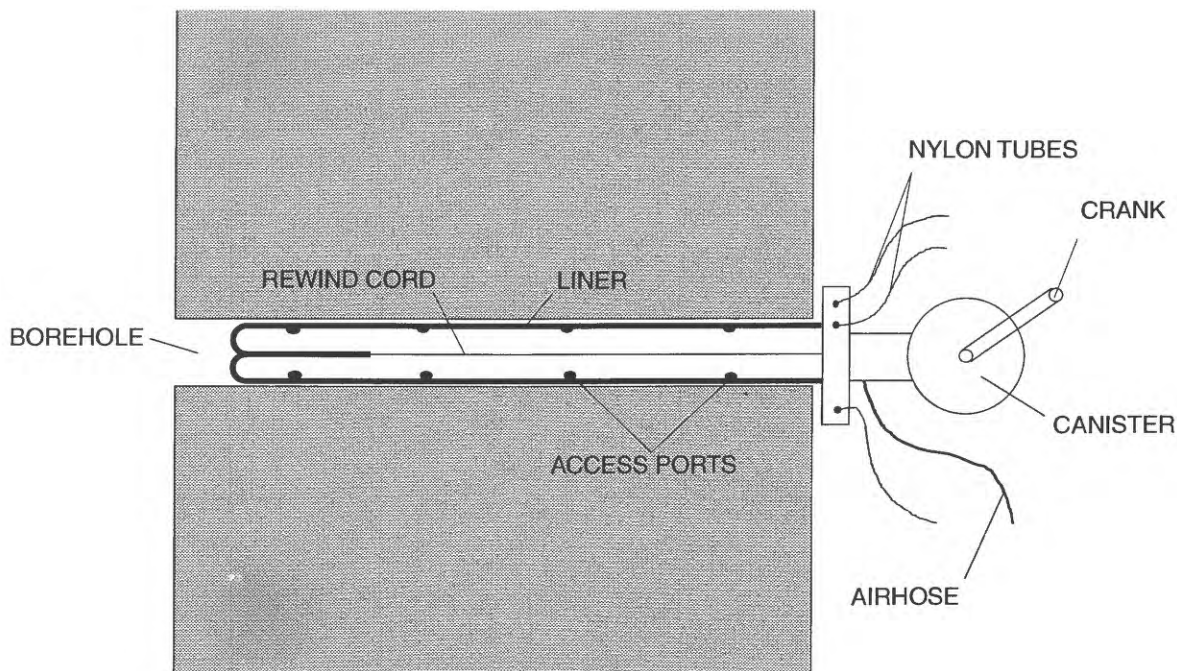 NYLON TUBES
CRANK
REWIND CORD
LINER
BOREHOLE
CANISTER
ACCESS PORTS
AIRHOSE